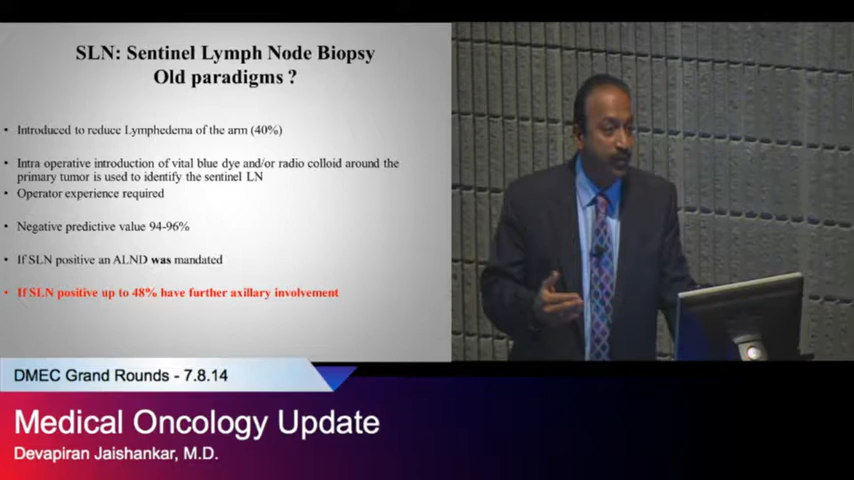 SLN: Sentinel Lymph Node Biopsy
Old paradigms ?
• Introduced to reduce Lymphedema of the arm (40%)
• Intra operative introduction of vital blue dye and/or radio colloid around the
primary tumor is used to identify the sentinel LN
• Operator experience required
• Negative predictive value 94-96%
• If SLN positive an ALND was mandated
• If SLN positive up to 48% have further axillary involvement
DMEC Grand Rounds - 7.8.14
Medical Oncology Update
Devapiran Jaishankar, M.D.